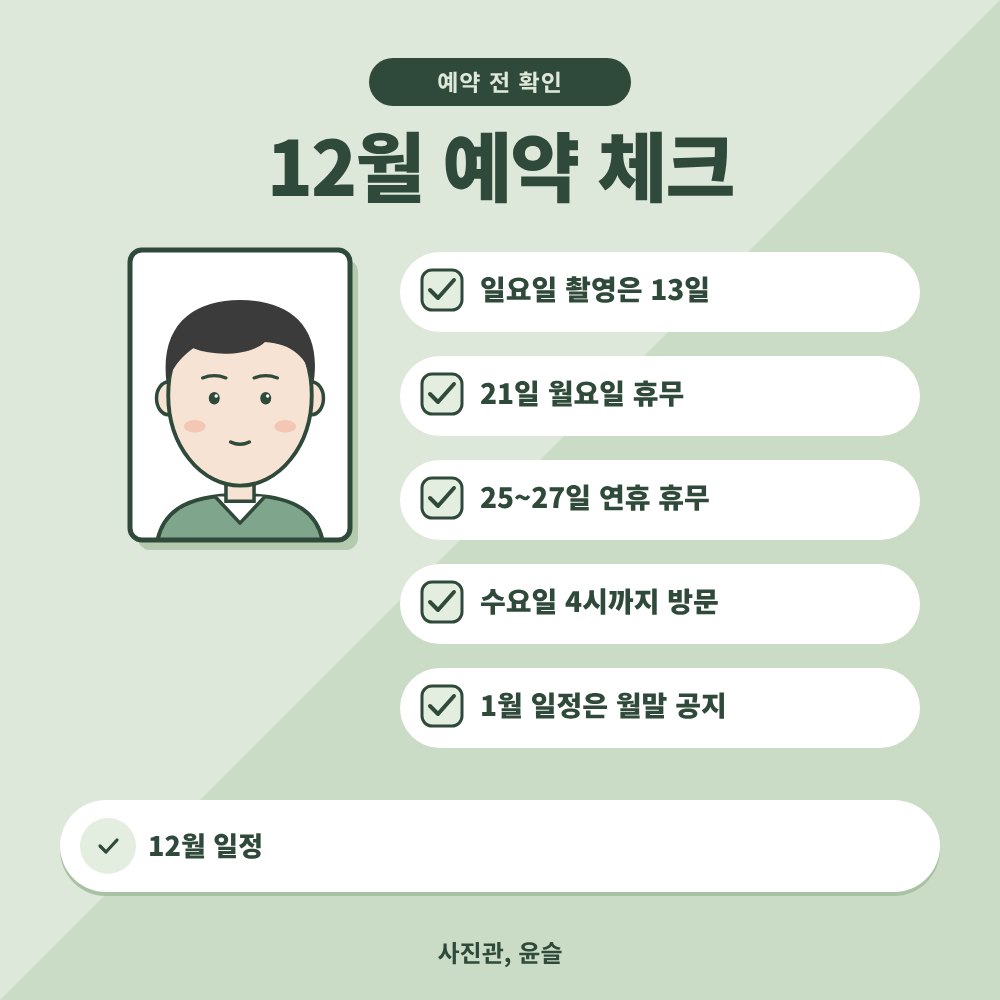 예약 전 확인
12월 예약 체크
일요일 촬영은 13일
21일 월요일 휴무
25~27일 연휴 휴무
수요일 4시까지 방문
1월 일정은 월말 공지
12월 일정
사진관, 윤슬